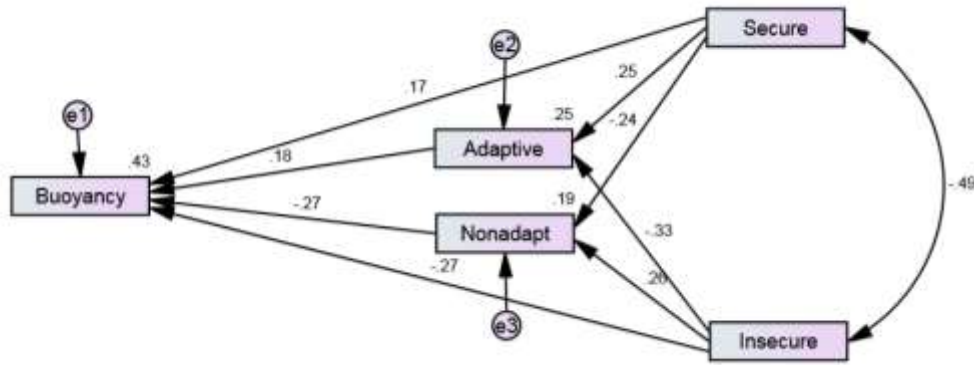 Secure
e2
.25
.17
.25
-.24
e1
Adaptive
.43
.18
-.49
Buoyancy
.19
-.27
Nonadapt
-.33
-.27
e3
Insecure